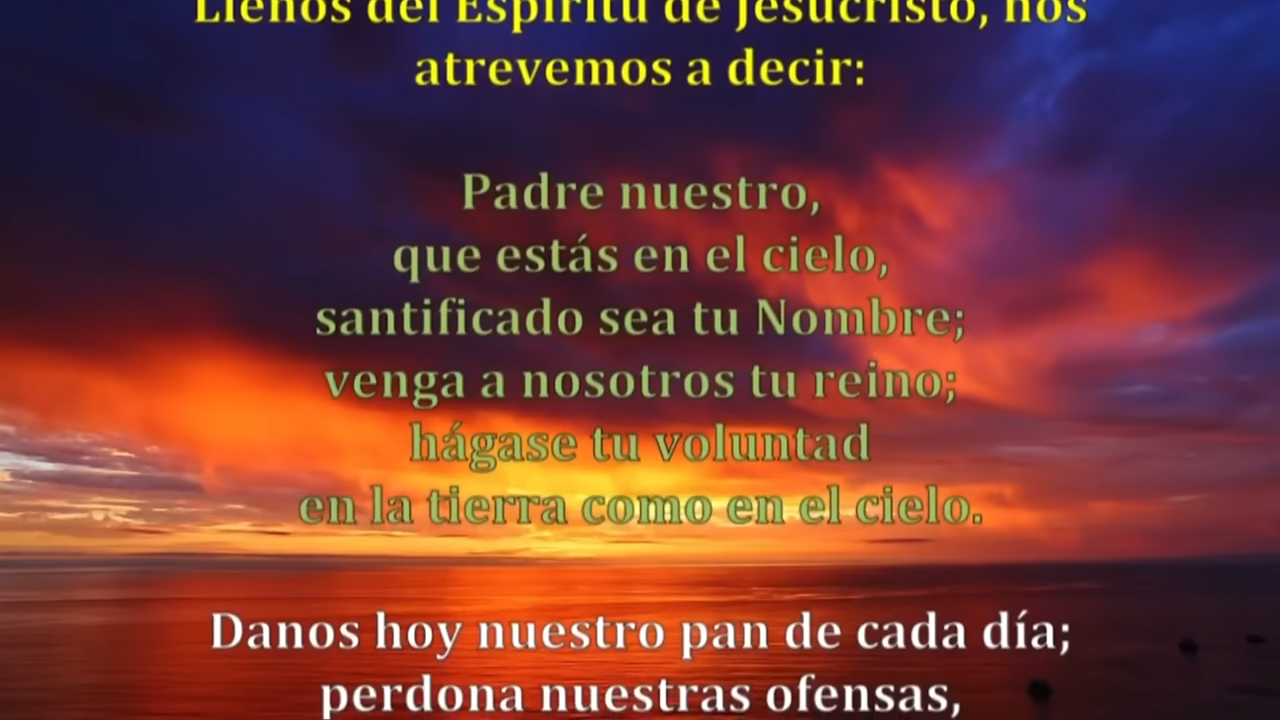 Llenos del Espíritu de Jesucristo, nos
atrevemos a decir:
Padre nuestro,
que estás en el cielo,
santificado sea tu Nombre;
venga a nosotros tu reino;
hágase tu voluntad
en la tierra como en el cielo.
Danos hoy nuestro pan de cada día;
perdona nuestras ofensas,